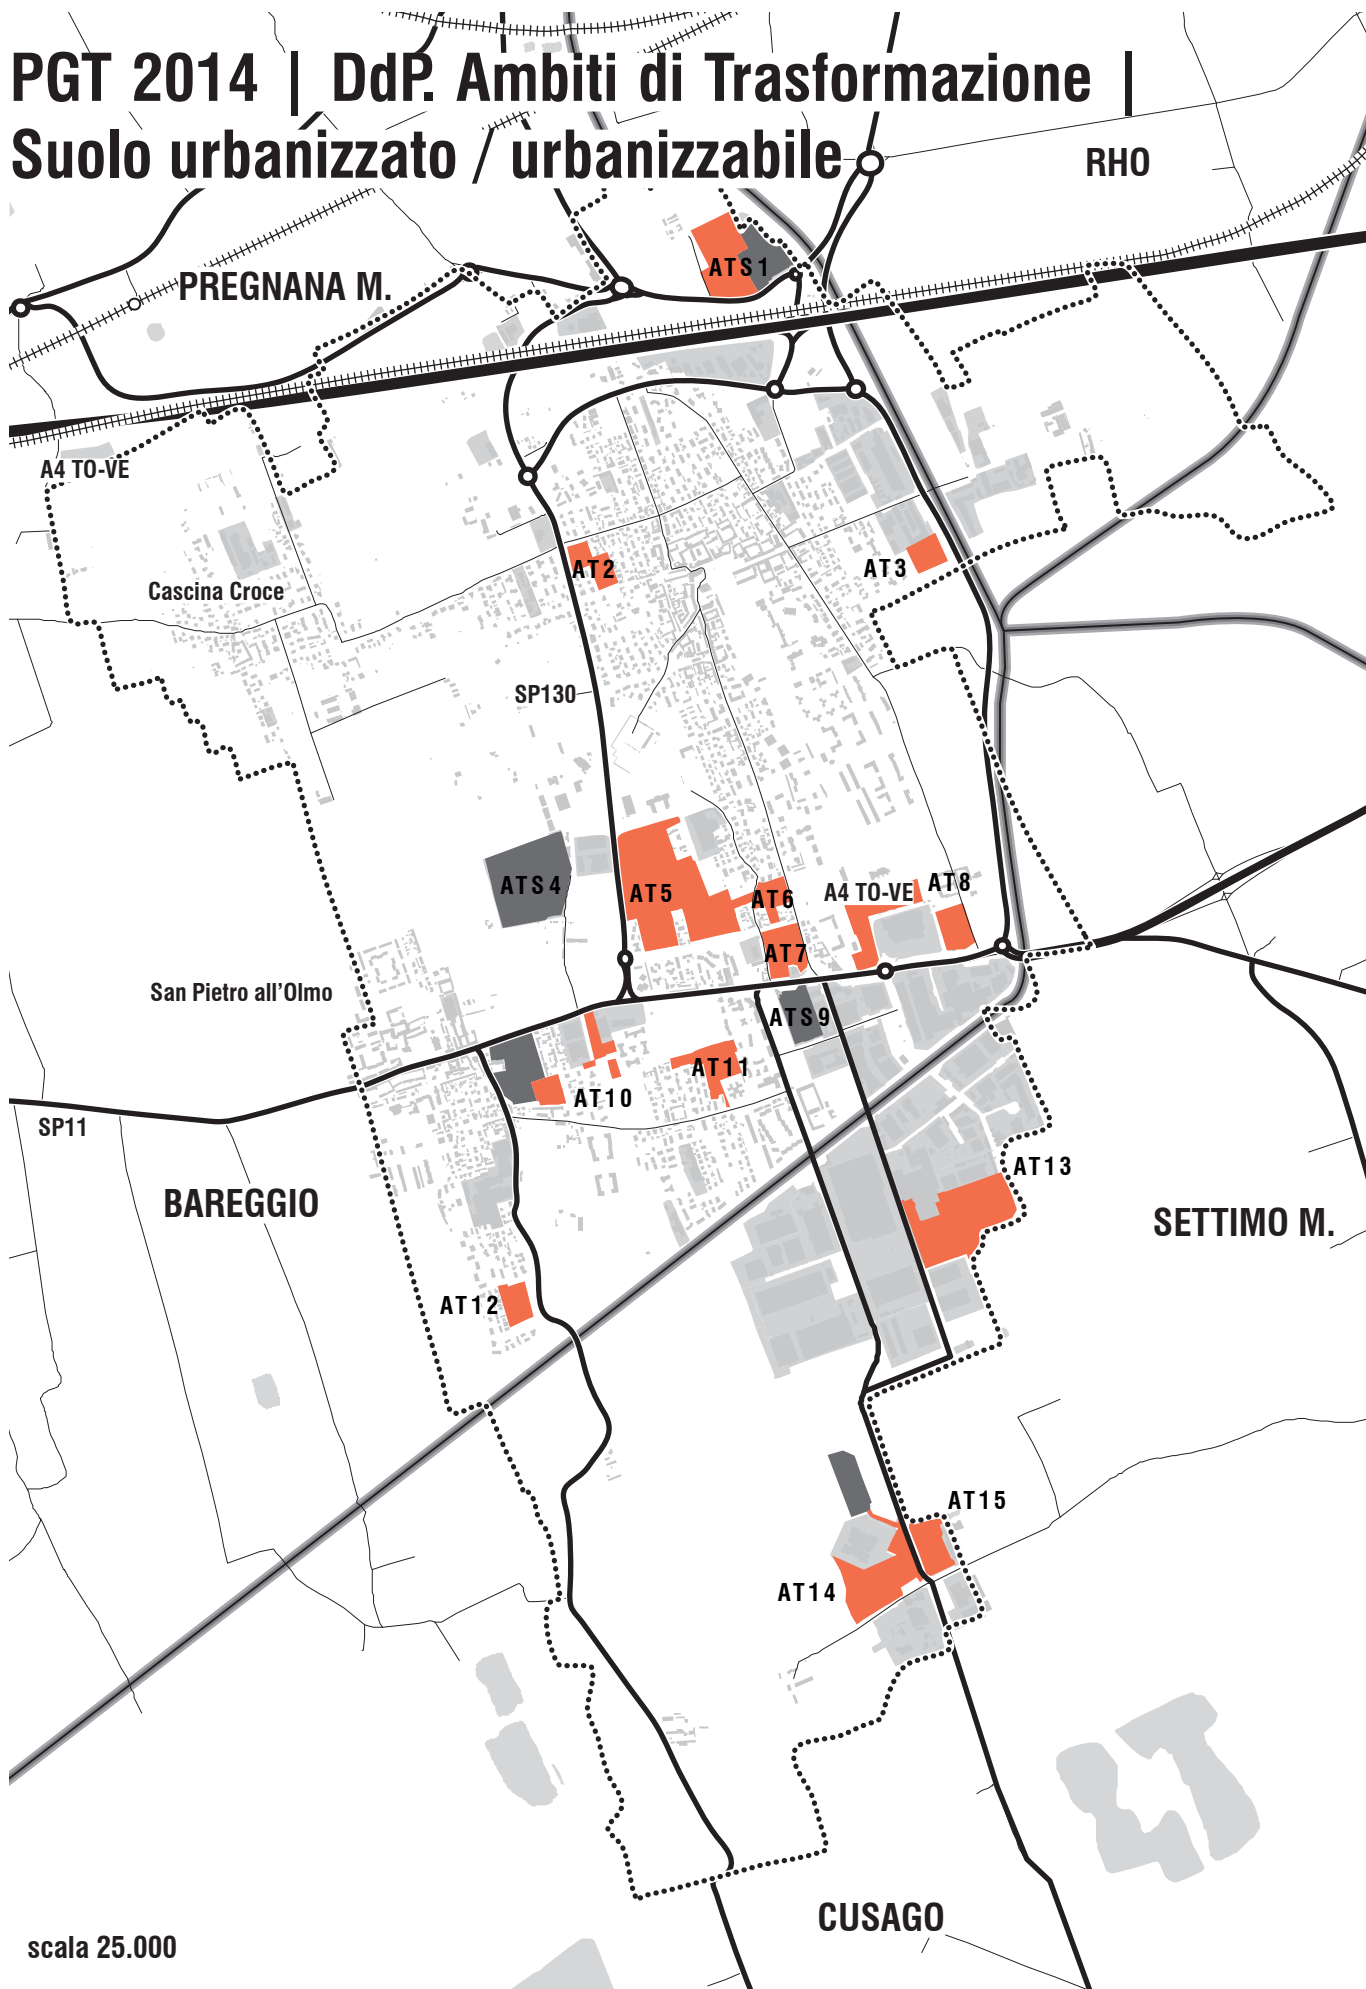 PGT 2014 | DdP. Ambiti di Trasformazione |
Suolo urbanizzato / urbanizzabile
RHO
ATS1
PREGNANA M.
A4 TO-VE
AT2
AT3
Cascina Croce
SP130
ATS4
AT5
AT6
A4 TO-VE
AT8
AT7
San Pietro all'Olmo
ATS9
AT11
AT10
SP11
AT13
BAREGGIO
SETTIMO M.
AT12
AT15
AT14
CUSAGO
scala 25.000